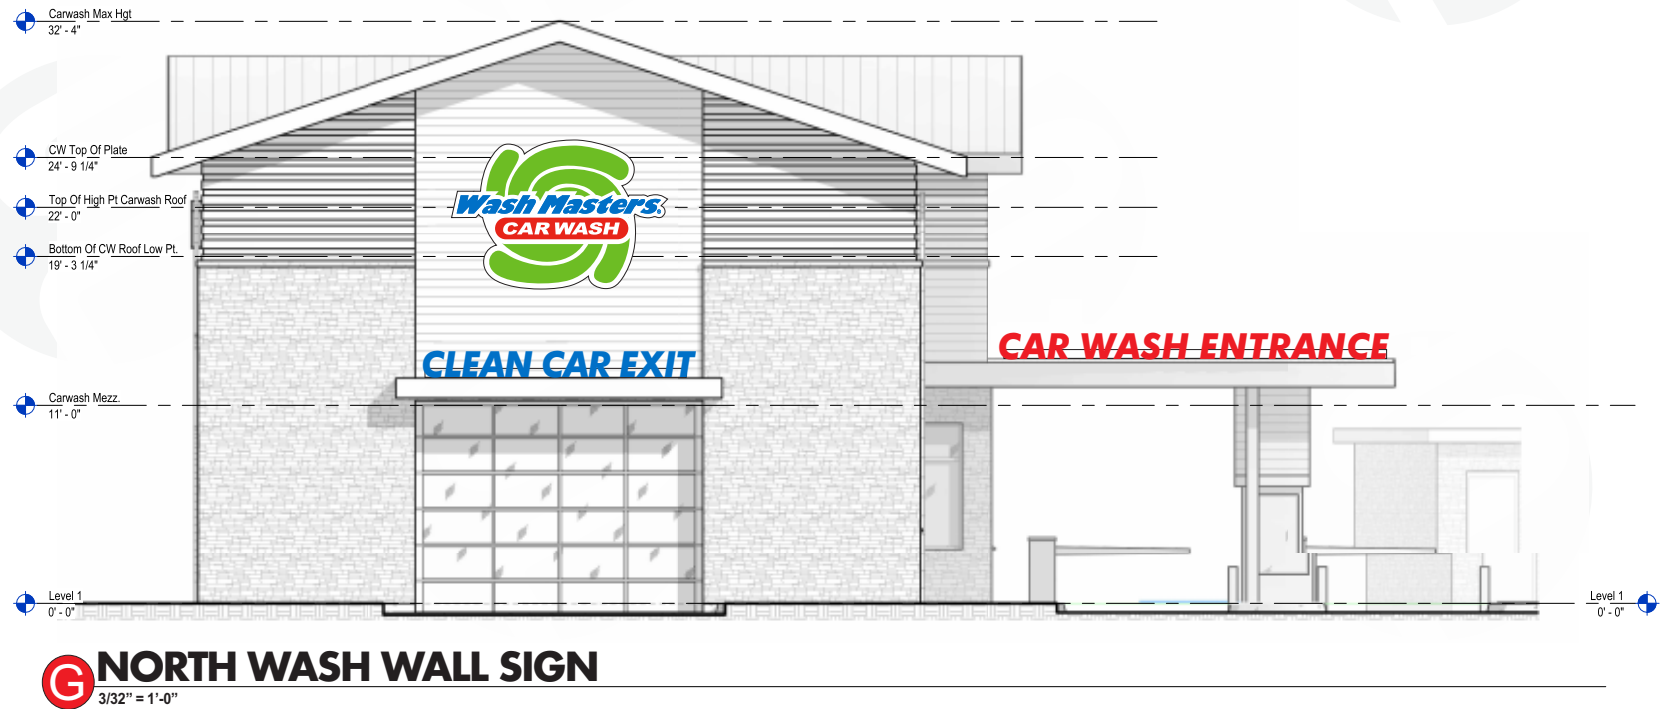 Carwash Max Hgt
32' - 4"
CW Top Of Plate
24' - 9 1/4"
Top Of High Pt Carwash Roof
22' - 0"
Bottom Of CW Roof Low Pt.
19' - 3 1/4"
Wash Masters®
CAR WASH
CLEAN CAR EXIT
CAR WASH ENTRANCE
Carwash Mezz.
11' - 0"
Level 1
0' - 0"
Level 1
0' - 0"
G NORTH WASH WALL SIGN
3/32” = 1’-0”